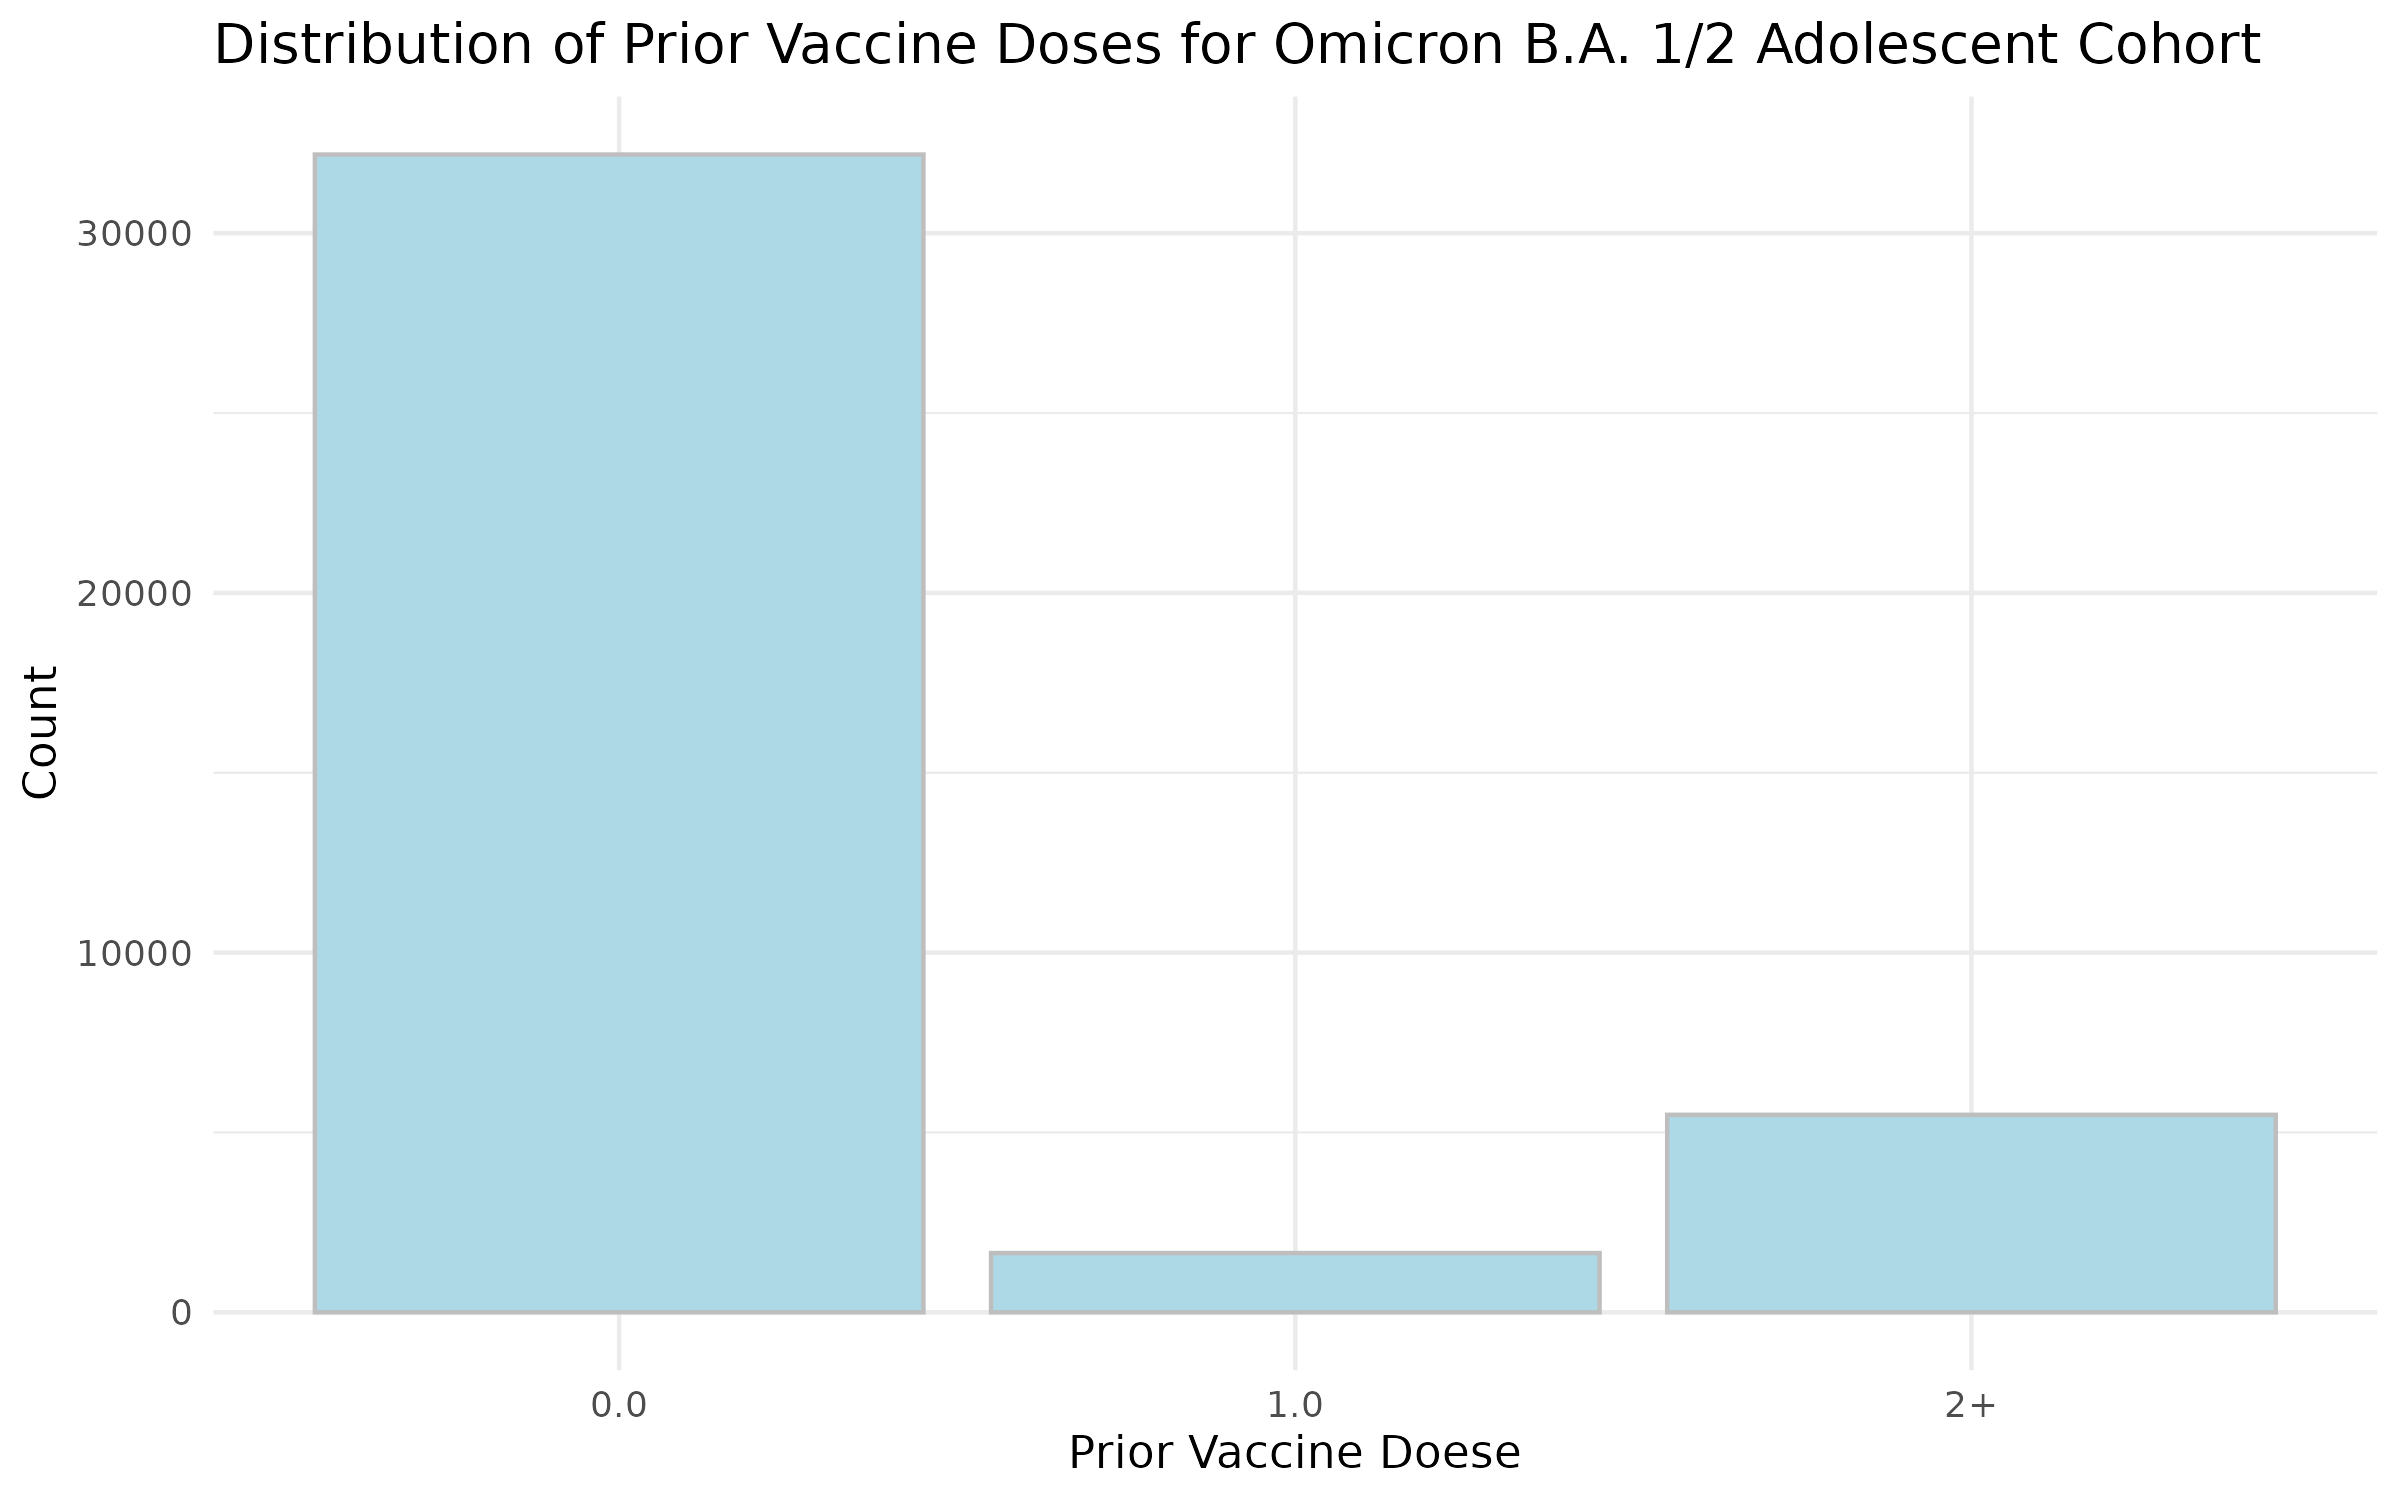 Distribution of Prior Vaccine Doses for Omicron B.A. 1/2 Adolescent Cohort
30000
20000
10000
0
Count
0.0 1.0 2+
Prior Vaccine Doese